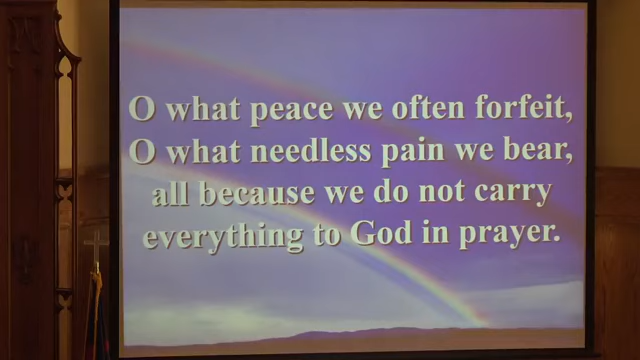 O what peace we often forfeit,
O what needless pain we bear,
all because we do not carry
everything to God in prayer.